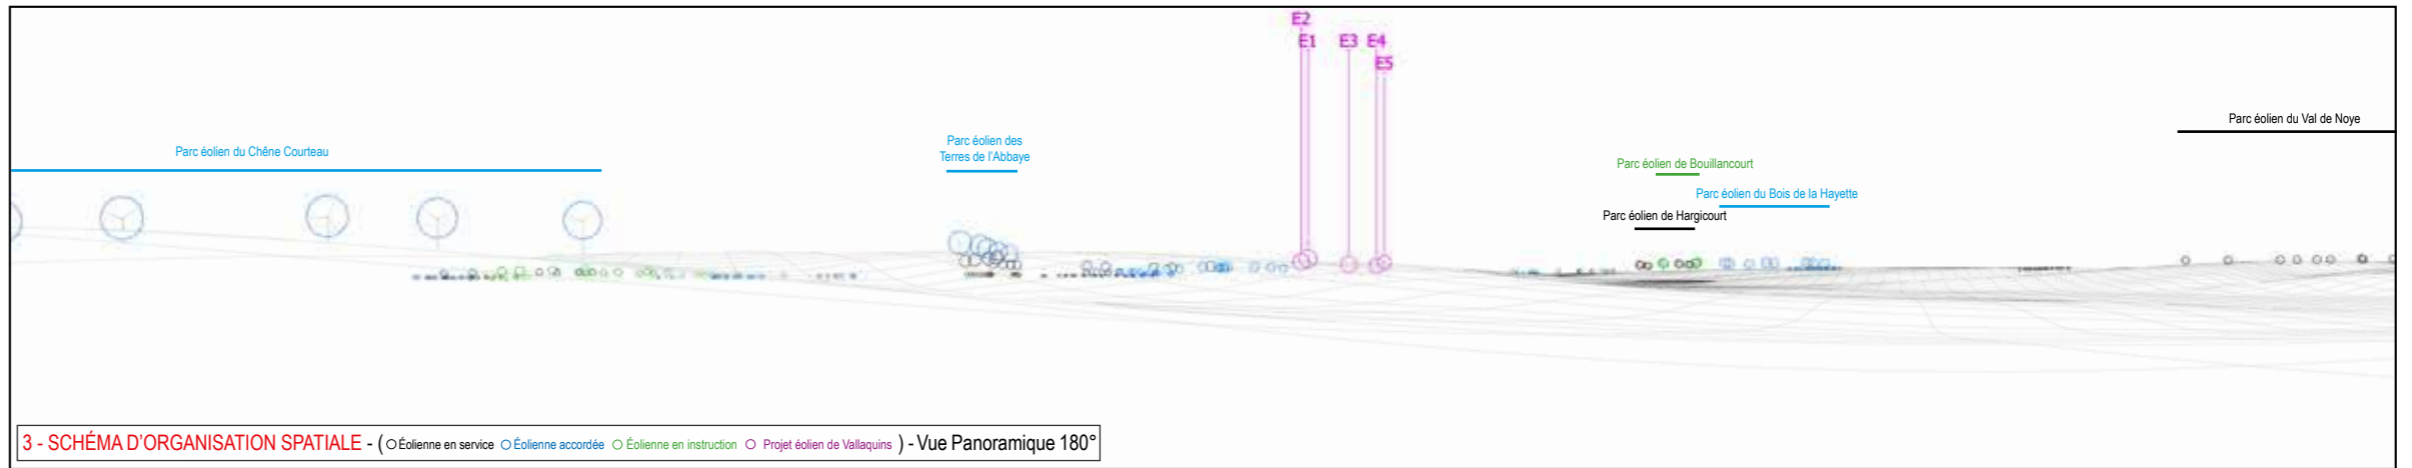 E2
E1 E3 E4
E5
Parc éolien du Val de Noye
Parc éolien du Chêne Courteau
Parc éolien des
Terres de l'Abbaye
Parc éolien de Bouillancourt
Parc éolien du Bois de la Hayette
Parc éolien de Hargicourt
3 - SCHÉMA D'ORGANISATION SPATIALE - ( Éolienne en service Éolienne accordée Éolienne en instruction Projet éolien de Vallaquins ) - Vue Panoramique 180°